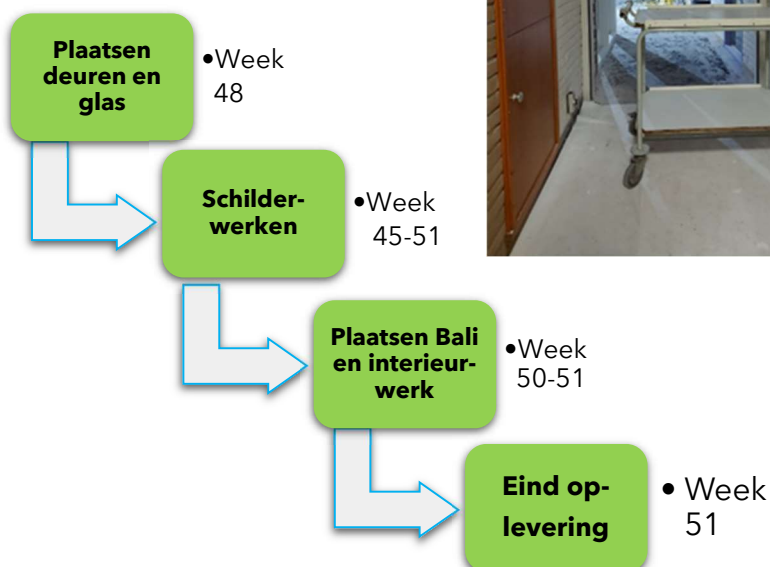 Plaatsen
deuren en
glas
•Week
48
Schilder-
werken
•Week
45-51
Plaatsen Bali
en interieur-
werk
•Week
50-51
Eind op-
levering
• Week
51